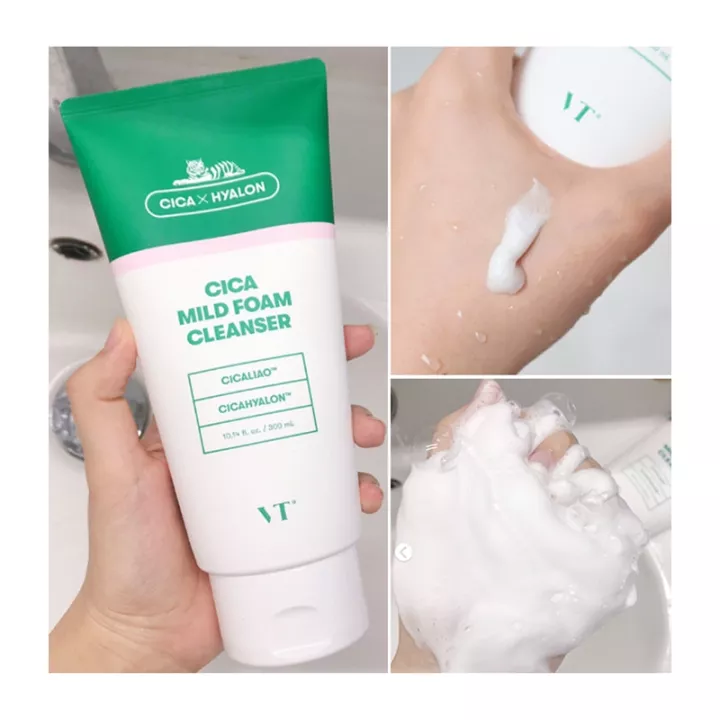 CICA × HYALON
CICA
MILD FOAM
CLEANSER
CICALIAO™
CICAHYALON™
10.14 fl. oz. / 300 mL
VT®
VT®